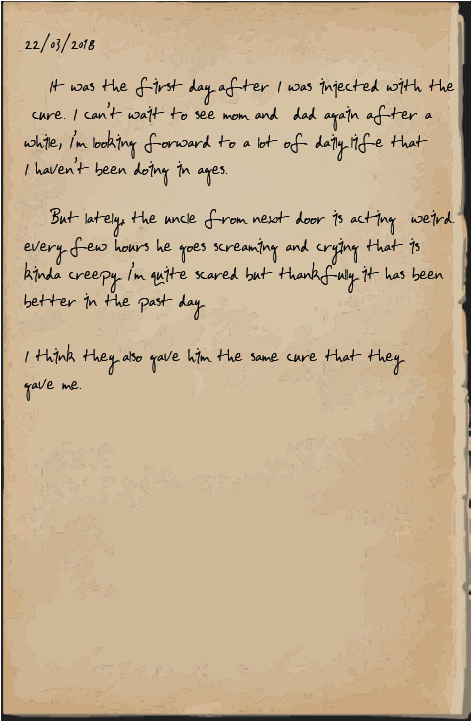 22/03/2018
It was the first day after I was injected with the
cure. I can't wait to see mom and dad again after a
while, i'm looking forward to a lot of daily life that
I haven't been doing in ages.
But lately, the uncle from next door is acting weird.
every few hours he goes screaming and crying that is
kinda creepy. i'm quite scared but thankfully it has been
better in the past day
I think they also gave him the same cure that they
gave me.